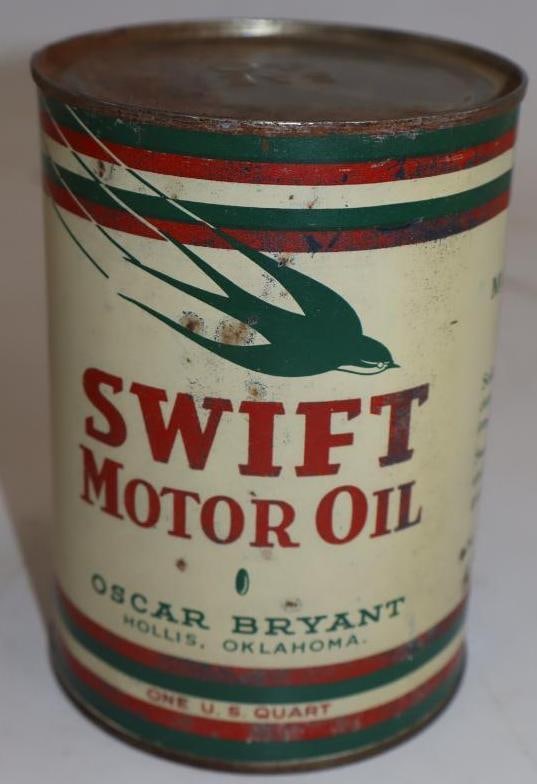 SWIFT
MOTOR OIL
OSCAR BRYANT
HOLLIS, OKLAHOMA.
ONE U.S. QUART